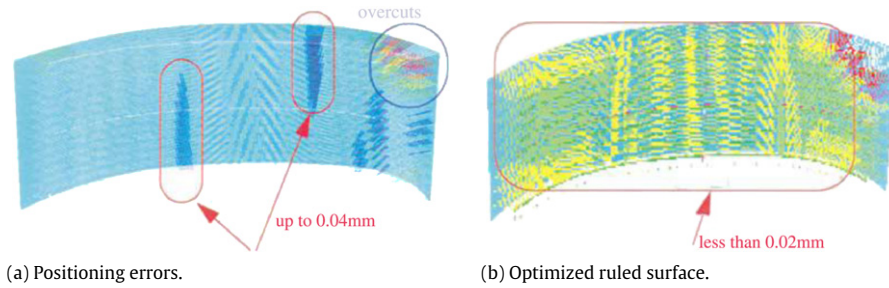 overcuts
up to 0.04mm
less than 0.02mm
(a) Positioning errors.
(b) Optimized ruled surface.